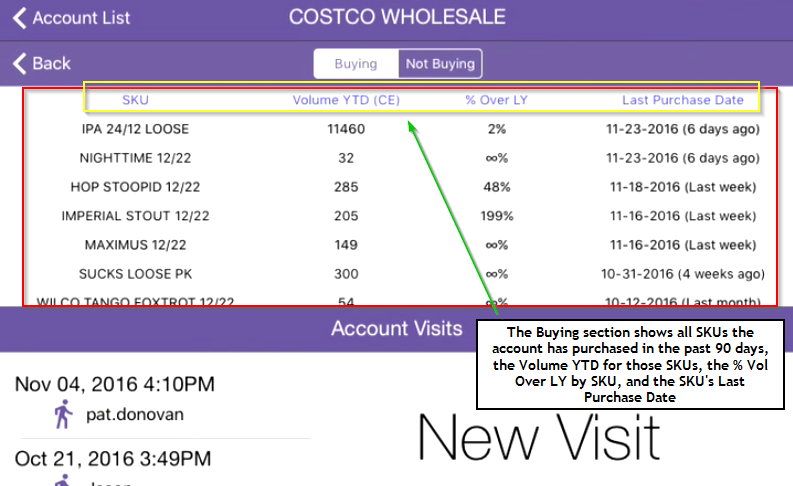 Account List COSTCO WHOLESALE
Back Buying Not Buying
SKU Volume YTD (CE) % Over LY Last Purchase Date
IPA 24/12 LOOSE 11460 2% 11-23-2016 (6 days ago)
NIGHTTIME 12/22 32 ∞% 11-23-2016 (6 days ago)
HOP STOOPID 12/22 285 48% 11-18-2016 (Last week)
IMPERIAL STOUT 12/22 205 199% 11-16-2016 (Last week)
MAXIMUS 12/22 149 ∞% 11-16-2016 (Last week)
SUCKS LOOSE PK 300 ∞% 10-31-2016 (4 weeks ago)
WILCO TANGO FOXTROT 12/22 54 ∞% 10-12-2016 (Last month)
Account Visits
The Buying section shows all SKUs the
account has purchased in the past 90 days,
the Volume YTD for those SKUs, the % Vol
Over LY by SKU, and the SKU's Last
Purchase Date
Nov 04, 2016 4:10PM
pat.donovan
New Visit
Oct 21, 2016 3:49PM